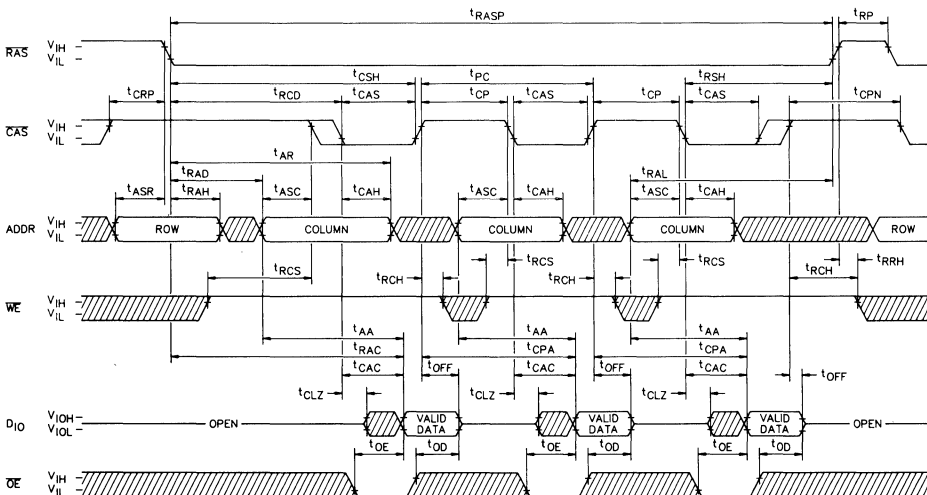 tRASP tRP
RAS VIH VIL
tCSH tPC tRSH
tCRP tRCD tCAS tCP tCAS tCP tCAS tCPN
CAS VIH VIL
tAR
tRAD tRAL
tASR tRAH tASC tCAH tASC tCAH tASC tCAH
ADDR VIH VIL ROW COLUMN COLUMN COLUMN ROW
tRCS tRCH tRCS tRCH tRCS tRCH tRRH
WE VIH VIL
tAA tAA tAA
tRAC tCPA tCPA
tCAC tOFF tCAC tOFF tCAC tOFF
tCLZ tCLZ tCLZ
DIO VIOH VIOL OPEN VALID DATA VALID DATA VALID DATA OPEN
tOE tOD tOE tOD tOE tOD
OE VIH VIL